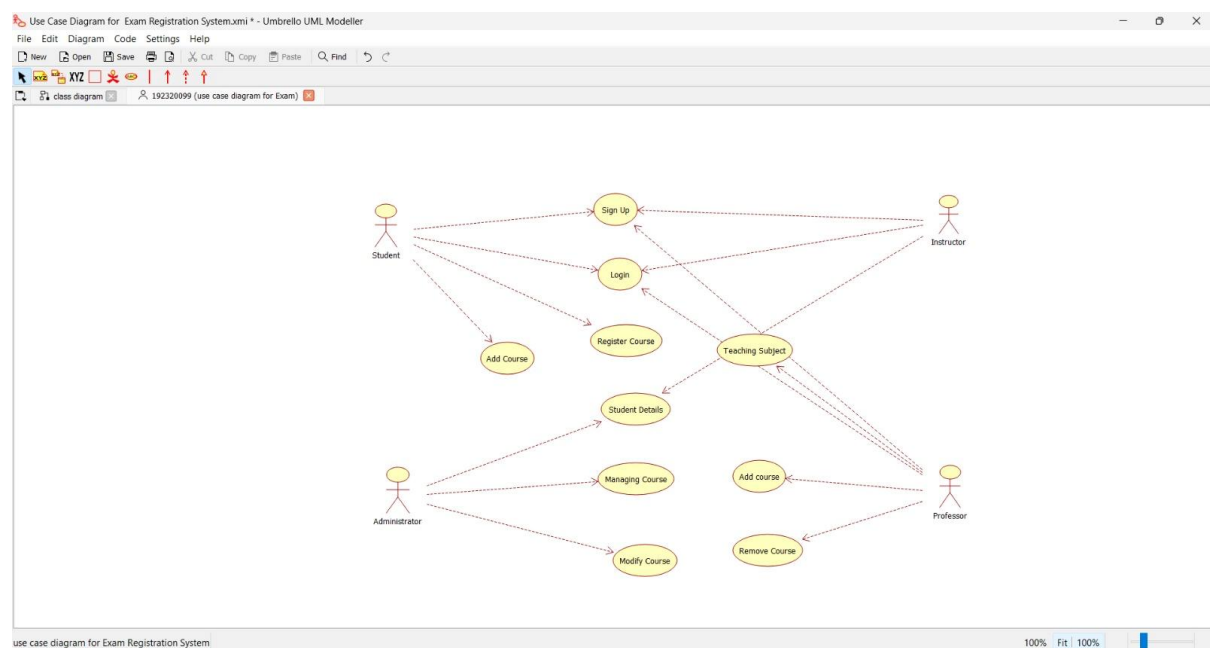 Use Case Diagram for Exam Registration System.xmi * - Umbrello UML Modeller
File Edit Diagram Code Settings Help
New Open Save Cut Copy Paste Find
XYZ XYZ
class diagram 192320099 (use case diagram for Exam)
Sign Up
Instructor
Student
Login
Register Course
Teaching Subject
Add Course
Student Details
Managing Course
Add course
Administrator
Professor
Remove Course
Modify Course
use case diagram for Exam Registration System
100% Fit 100%